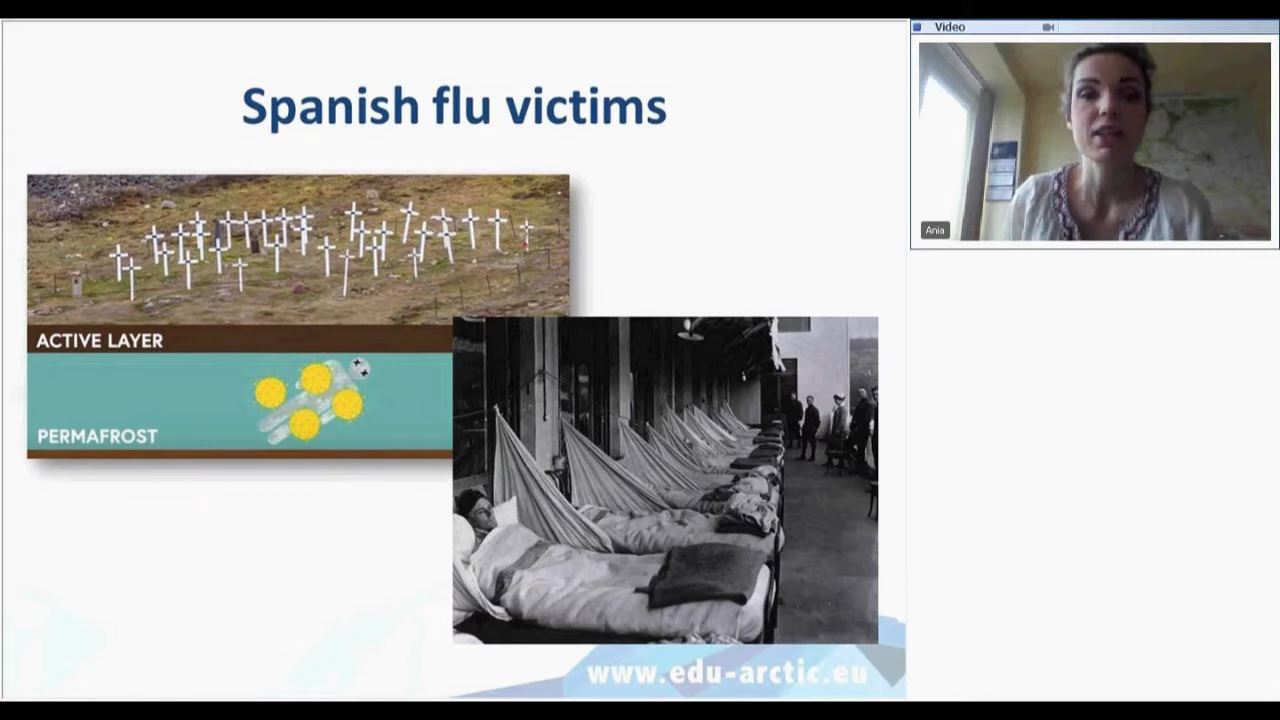 Spanish flu victims
ACTIVE LAYER
PERMAFROST
www.edu-arctic.eu
Video
Ania